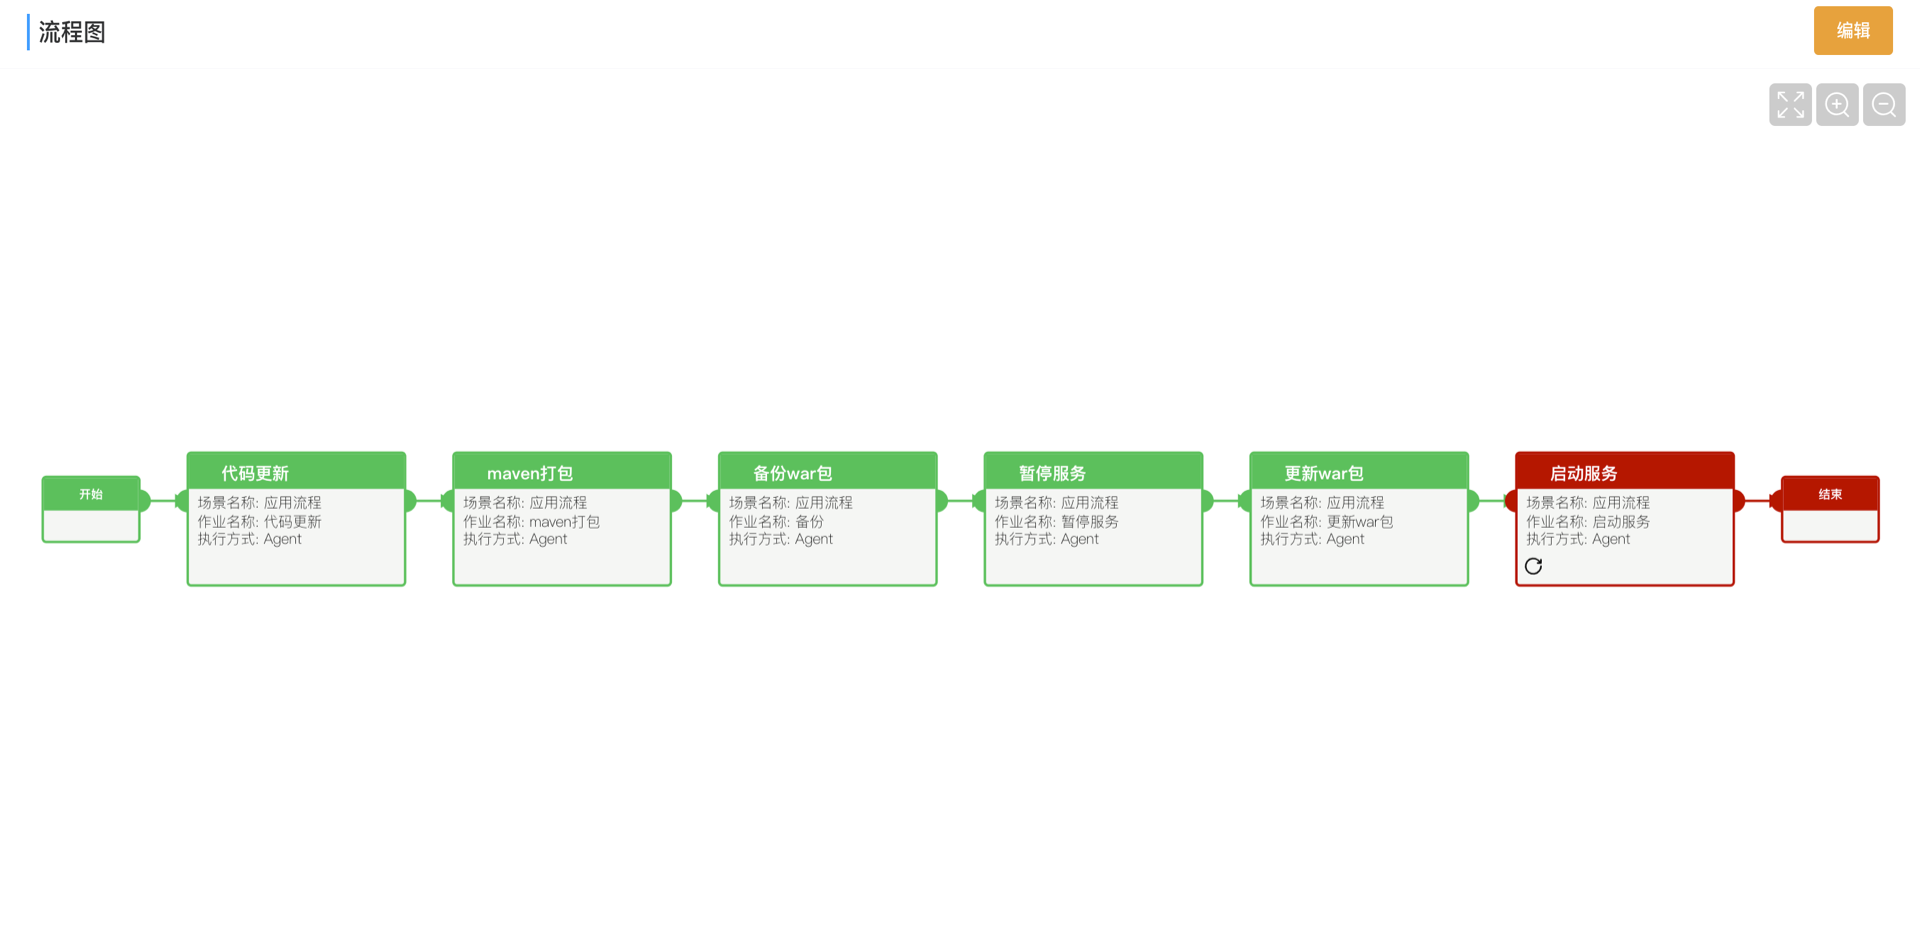 流程图
编辑
开始
代码更新
场景名称: 应用流程
作业名称: 代码更新
执行方式: Agent
maven打包
场景名称: 应用流程
作业名称: maven打包
执行方式: Agent
备份war包
场景名称: 应用流程
作业名称: 备份
执行方式: Agent
暂停服务
场景名称: 应用流程
作业名称: 暂停服务
执行方式: Agent
更新war包
场景名称: 应用流程
作业名称: 更新war包
执行方式: Agent
启动服务
场景名称: 应用流程
作业名称: 启动服务
执行方式: Agent
结束